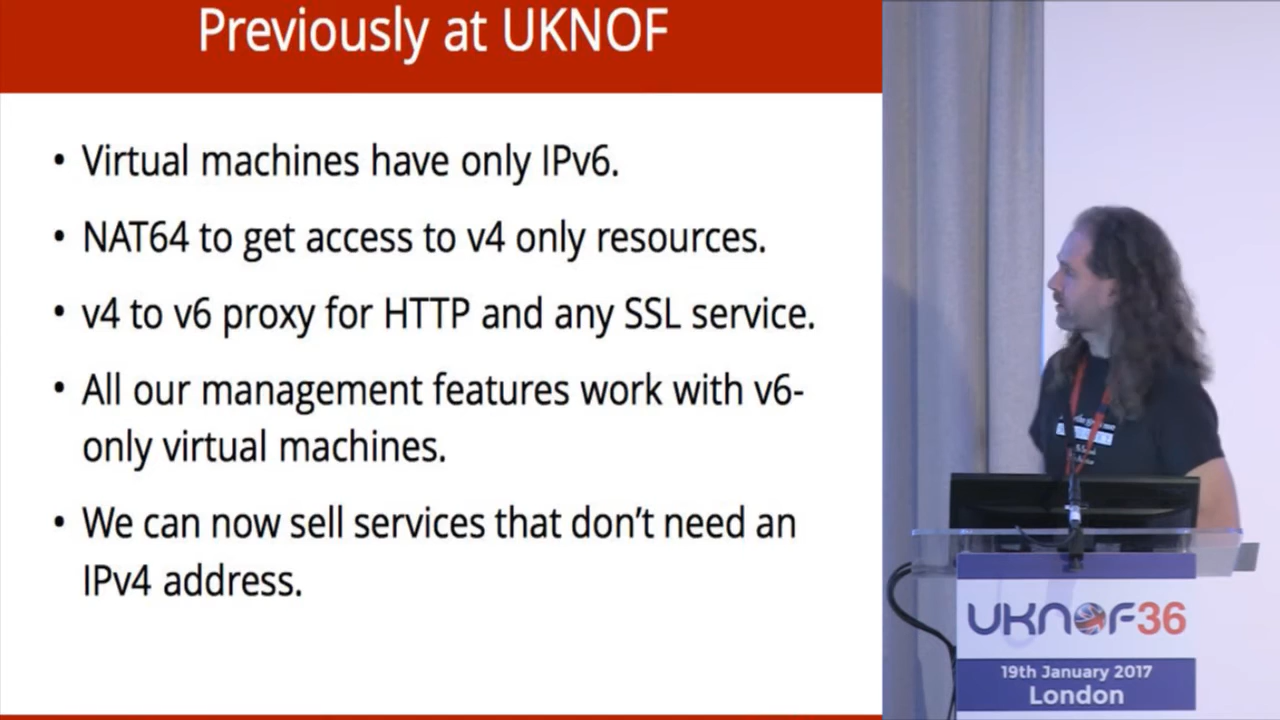 Previously at UKNOF
• Virtual machines have only IPv6.
• NAT64 to get access to v4 only resources.
• v4 to v6 proxy for HTTP and any SSL service.
• All our management features work with v6-
only virtual machines.
• We can now sell services that don’t need an
IPv4 address.
UKNOF36
19th January 2017
London